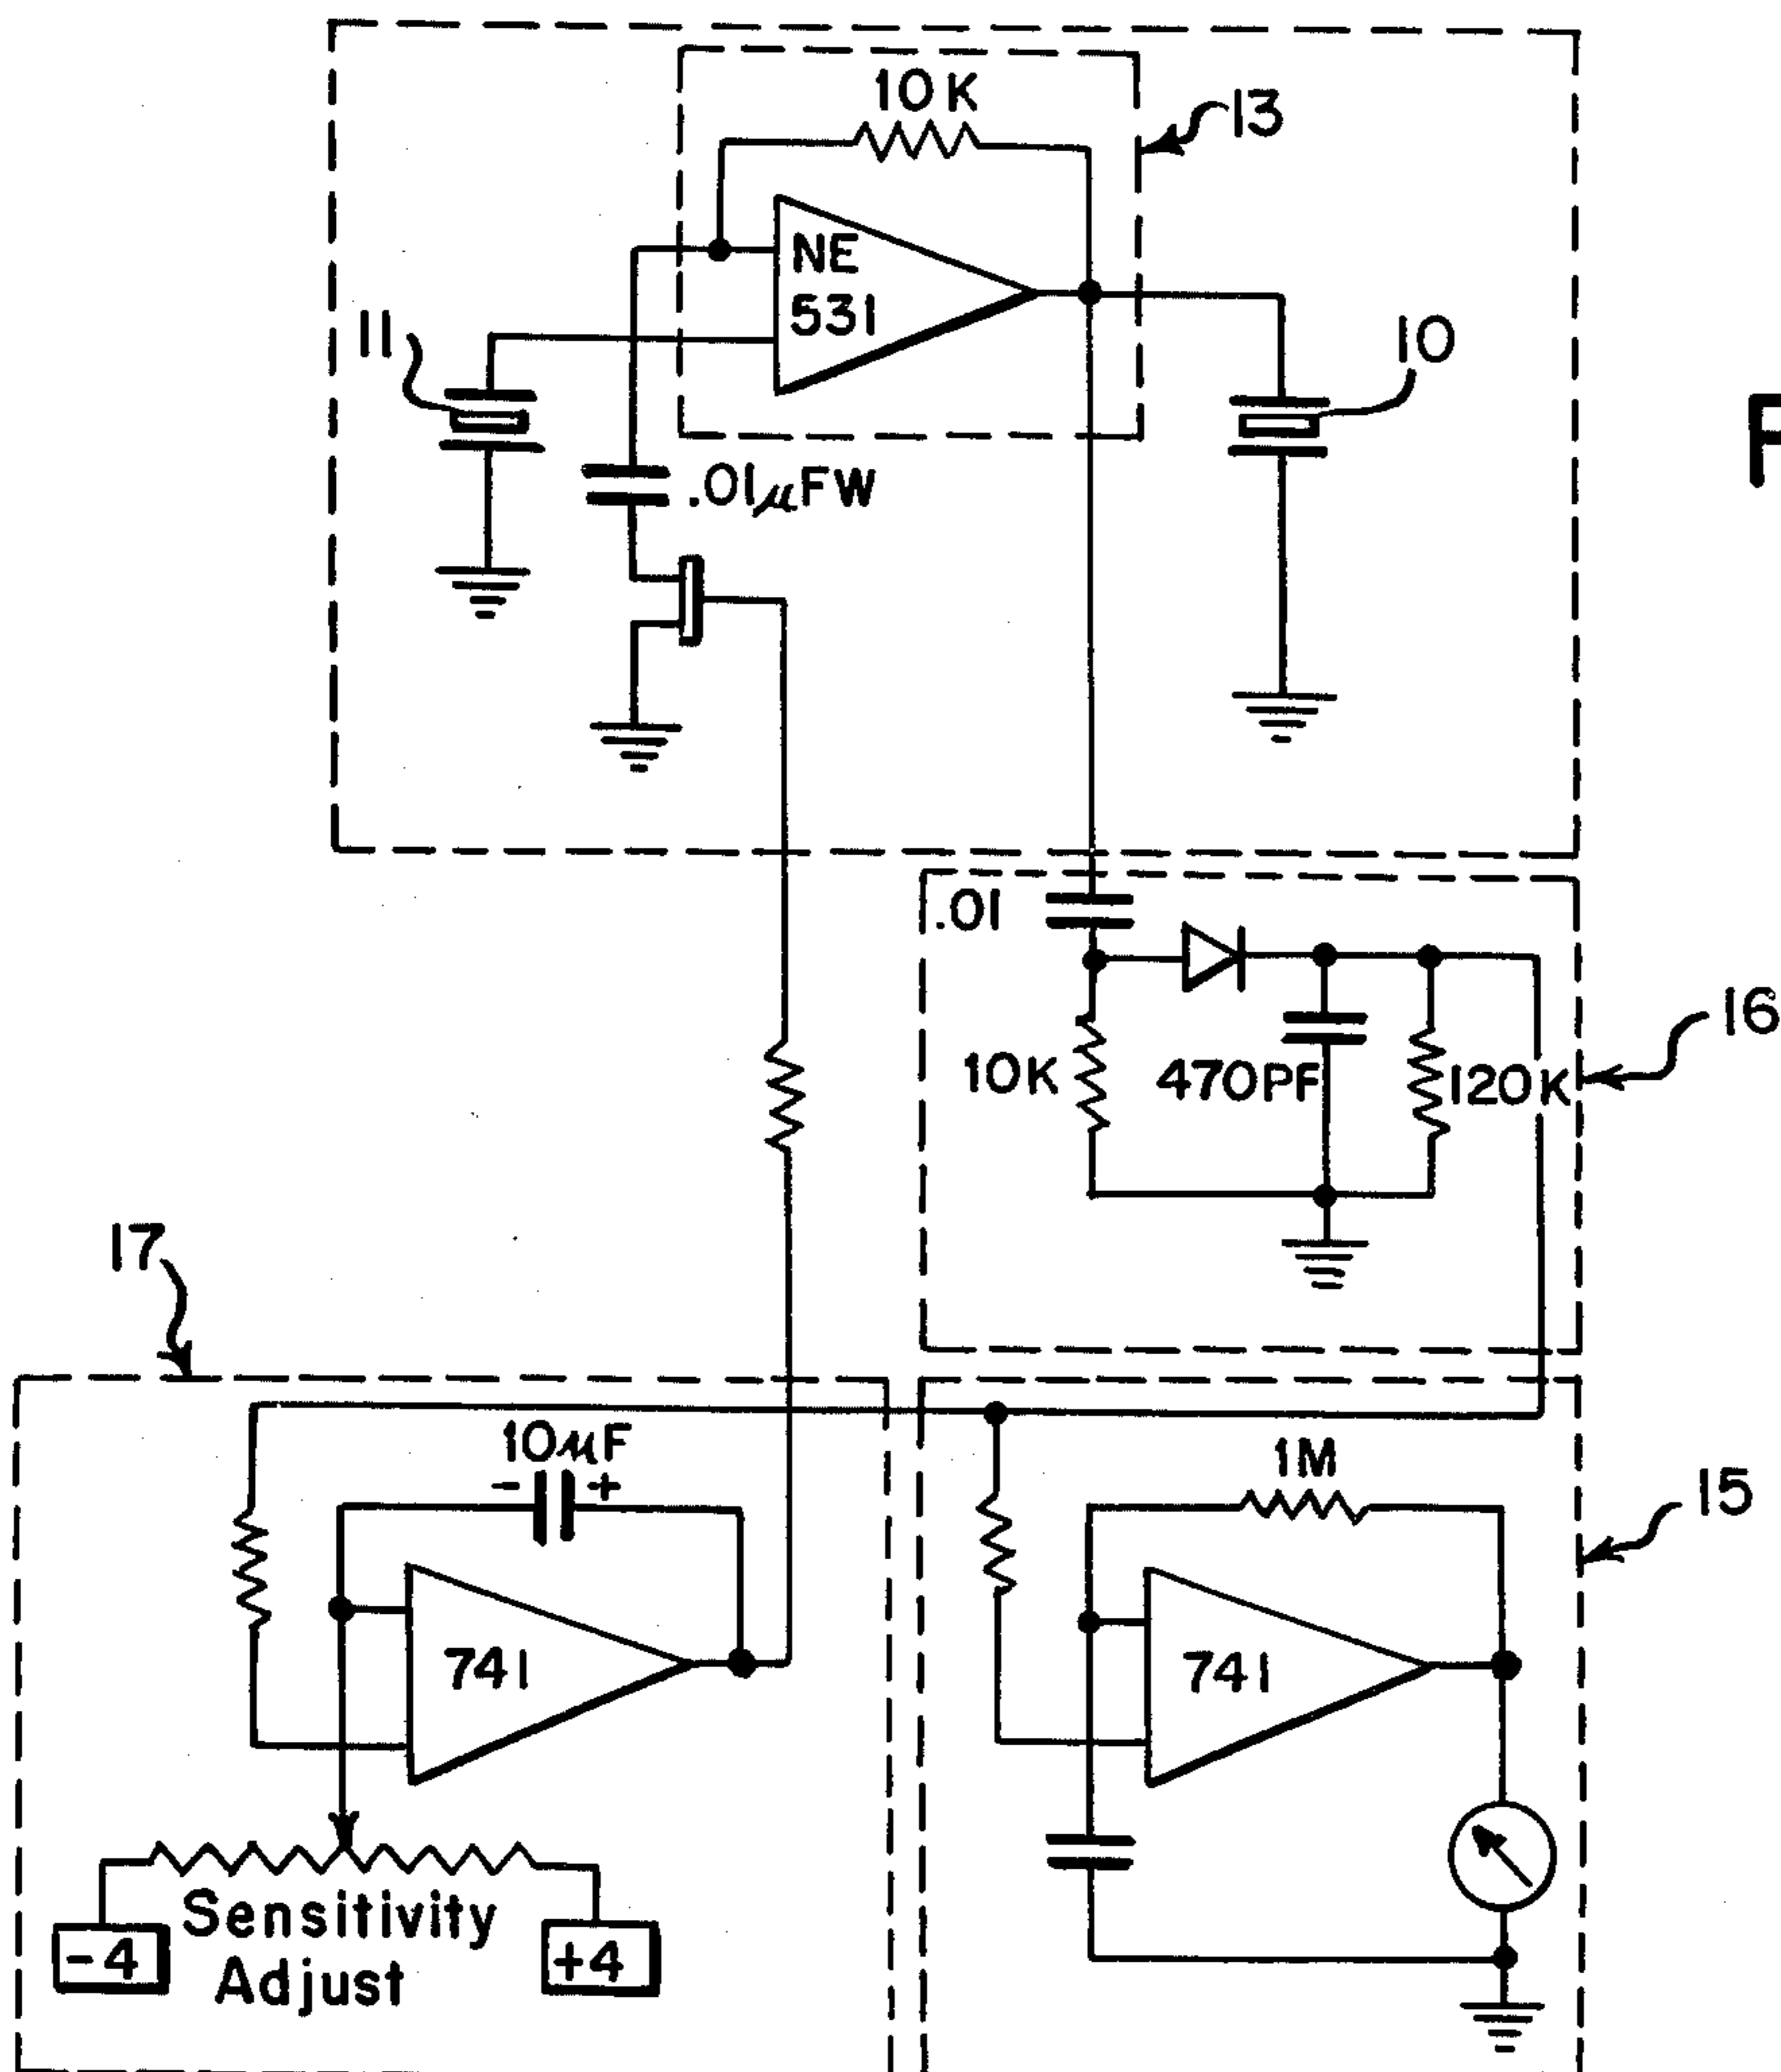 10K
13
NE
531
11
10
F
.01µFW
.01
10K
470PF
120K
16
17
10µF
- +
1M
15
741
741
Sensitivity
Adjust
-4
+4